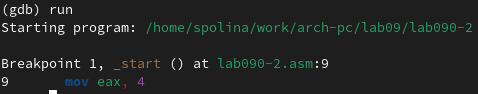 (gdb) run
Starting program: /home/spolina/work/arch-pc/lab09/lab090-2
Breakpoint 1, _start () at lab090-2.asm:9
9 mov eax, 4